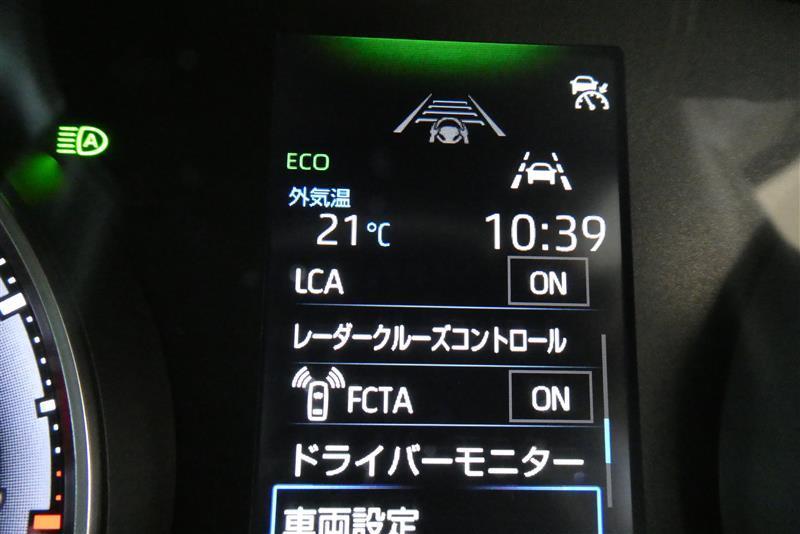 A
ECO
外気温
21℃ 10:39
LCA ON
レーダークルーズコントロール
FCTA ON
ドライバーモニター
車両設定